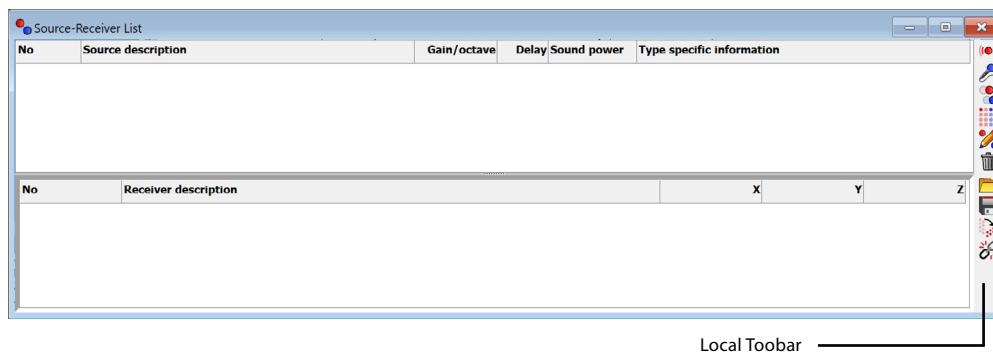 Source-Receiver List
No Source description Gain/octave Delay Sound power Type specific information
No Receiver description X Y Z
Local Toobar